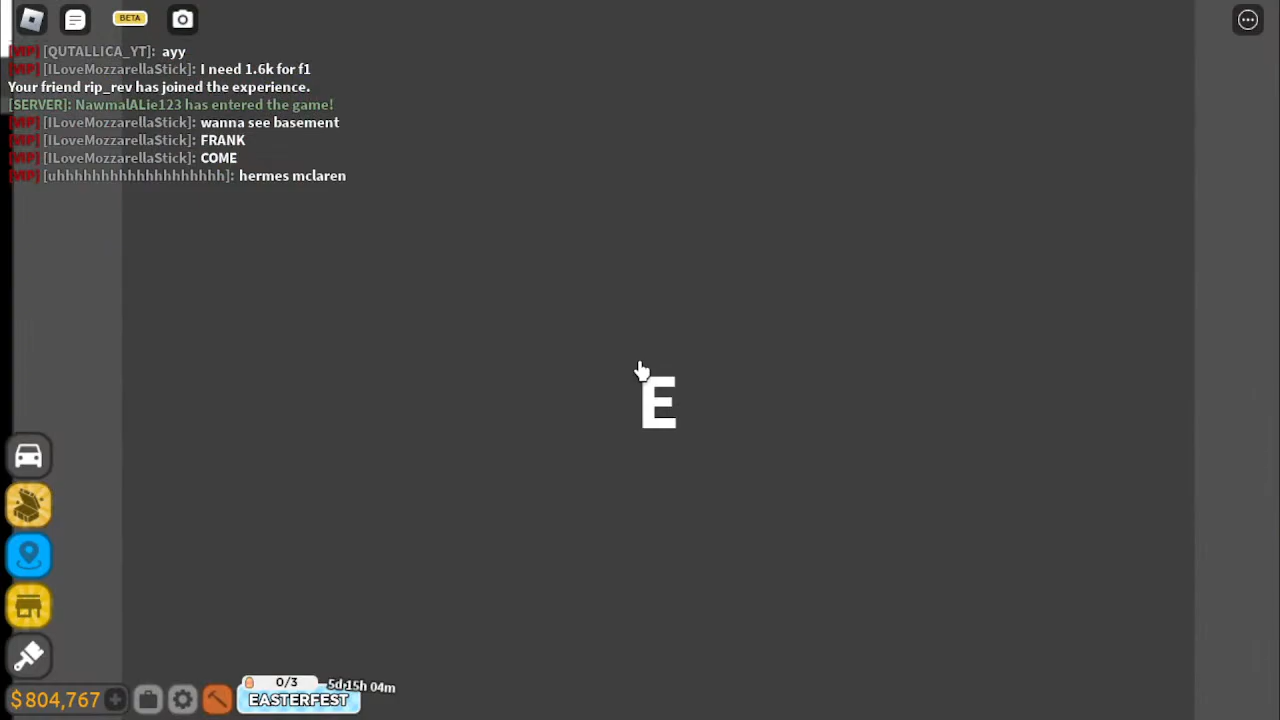 BETA
[VIP] [QUTALLICA_YT]: ayy
[VIP] [ILoveMozzarellaStick]: I need 1.6k for f1
Your friend rip_rev has joined the experience.
[SERVER]: NawmalALie123 has entered the game!
[VIP] [ILoveMozzarellaStick]: wanna see basement
[VIP] [ILoveMozzarellaStick]: FRANK
[VIP] [ILoveMozzarellaStick]: COME
[VIP] [uhhhhhhhhhhhhhhhhhhh]: hermes mclaren
E
0/3 5d 15h 04m
$804,767 + EASTERFEST